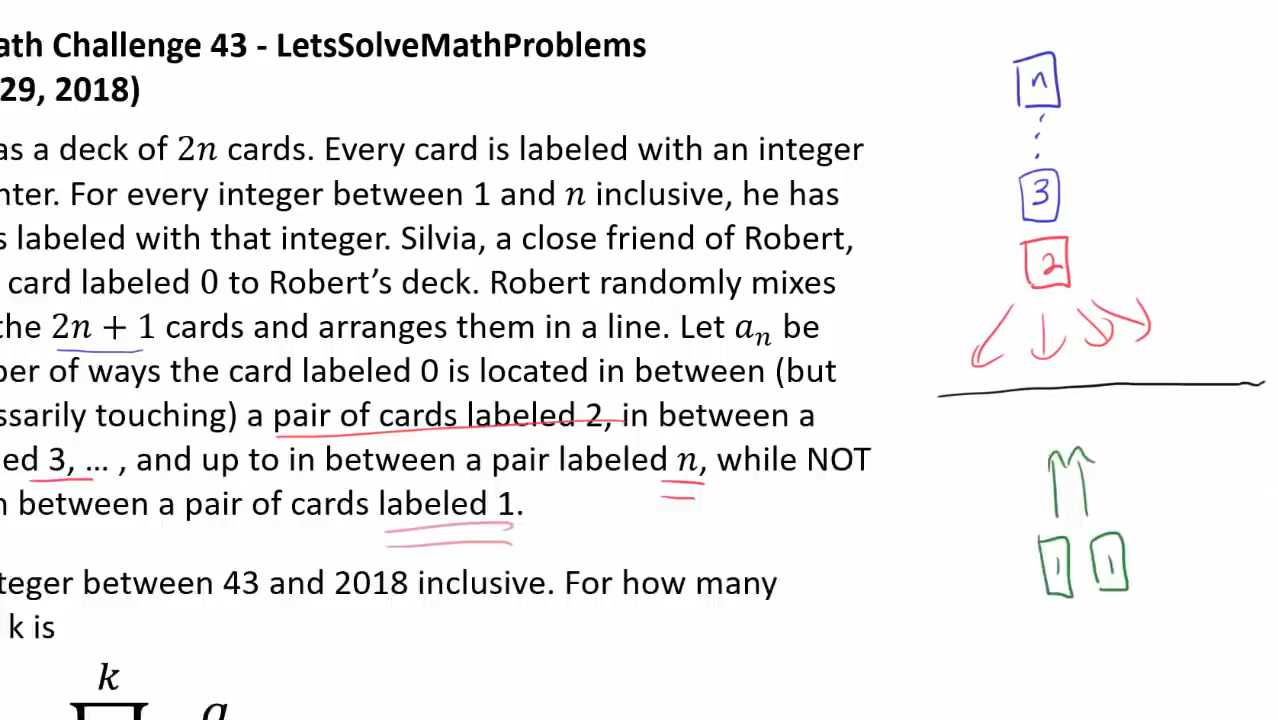 ath Challenge 43 - LetsSolveMathProblems
29, 2018)
as a deck of 2n cards. Every card is labeled with an integer
nter. For every integer between 1 and n inclusive, he has
s labeled with that integer. Silvia, a close friend of Robert,
card labeled 0 to Robert's deck. Robert randomly mixes
the 2n + 1 cards and arranges them in a line. Let aₙ be
ber of ways the card labeled 0 is located in between (but
ssarily touching) a pair of cards labeled 2, in between a
ed 3, … , and up to in between a pair labeled n, while NOT
n between a pair of cards labeled 1.
nteger between 43 and 2018 inclusive. For how many
k is
k
a
n
3
2
1 1